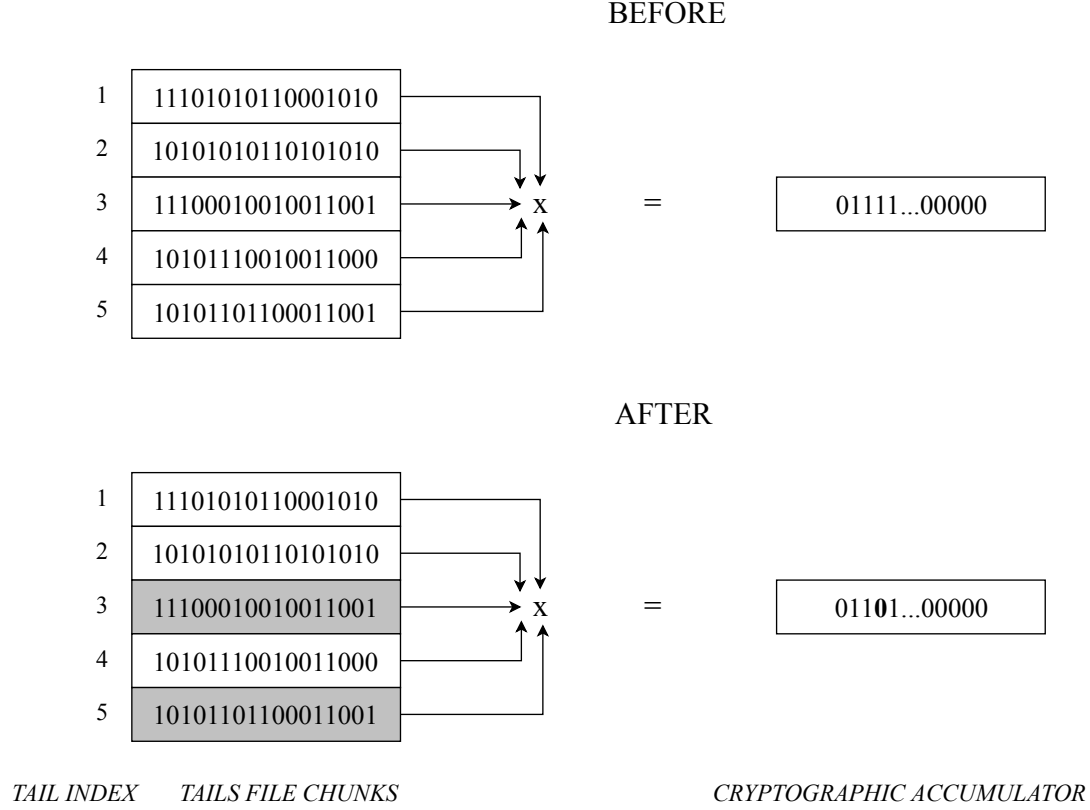 BEFORE
1 11101010110001010
2 10101010110101010
3 11100010010011001 x = 01111...00000
4 10101110010011000
5 10101101100011001
AFTER
1 11101010110001010
2 10101010110101010
3 11100010010011001 x = 01101...00000
4 10101110010011000
5 10101101100011001
TAIL INDEX TAILS FILE CHUNKS CRYPTOGRAPHIC ACCUMULATOR